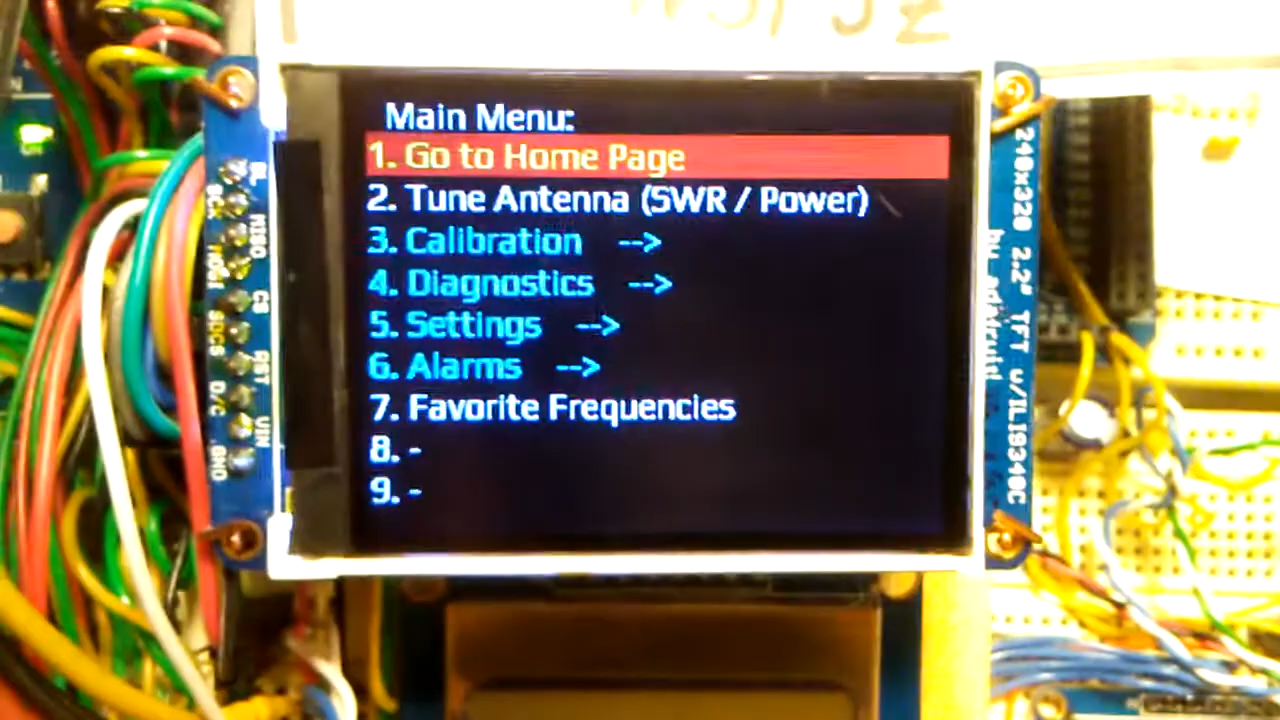 Main Menu:
1. Go to Home Page
2. Tune Antenna (SWR / Power)
3. Calibration -->
4. Diagnostics -->
5. Settings -->
6. Alarms -->
7. Favorite Frequencies
8. -
9. -
SCK
MISO
MOSI
CS
SDCS
RST
D/C
VIN
GND
240x320 2.2" TFT w/ILI9340C
by adafruit